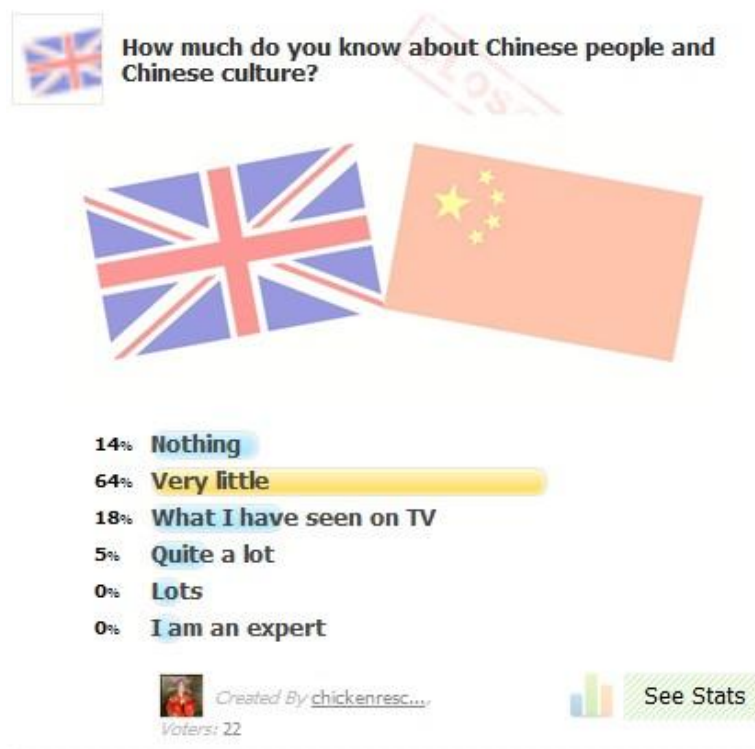 How much do you know about Chinese people and
Chinese culture?
14% Nothing
64% Very little
18% What I have seen on TV
5% Quite a lot
0% Lots
0% I am an expert
Created By chickenresc...,
See Stats
Voters: 22